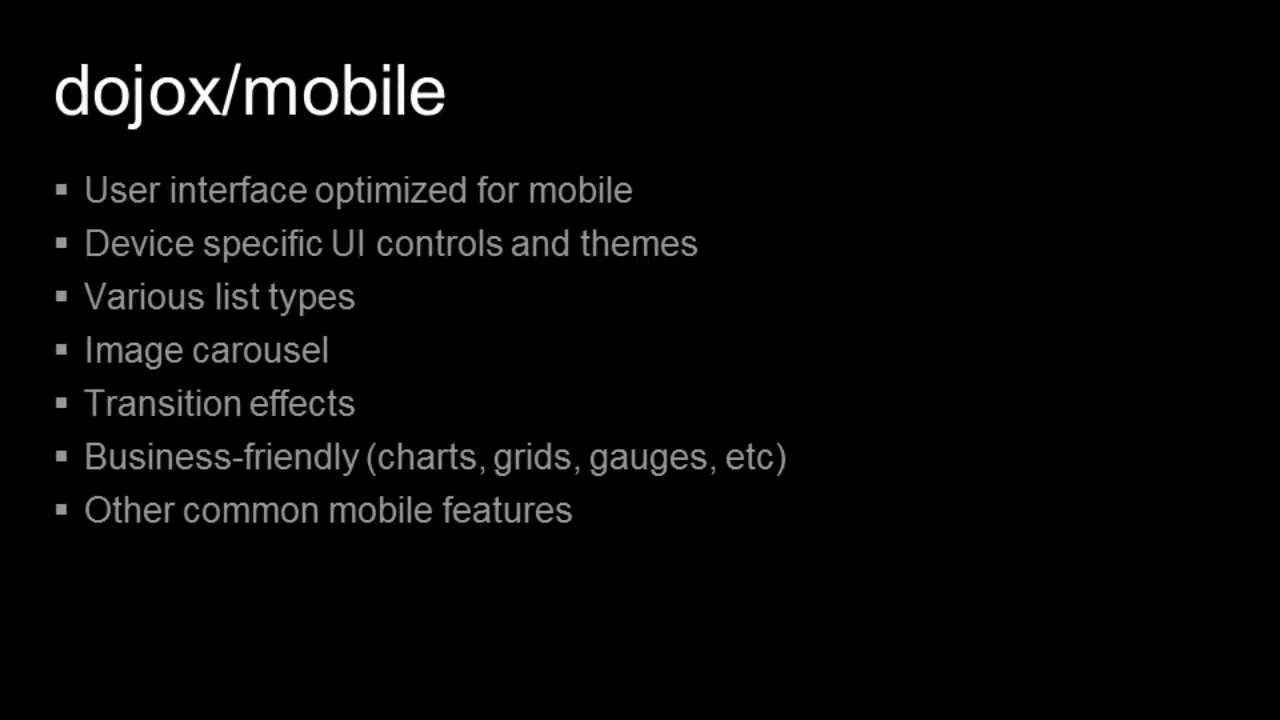 dojox/mobile
▪ User interface optimized for mobile
▪ Device specific UI controls and themes
▪ Various list types
▪ Image carousel
▪ Transition effects
▪ Business-friendly (charts, grids, gauges, etc)
▪ Other common mobile features